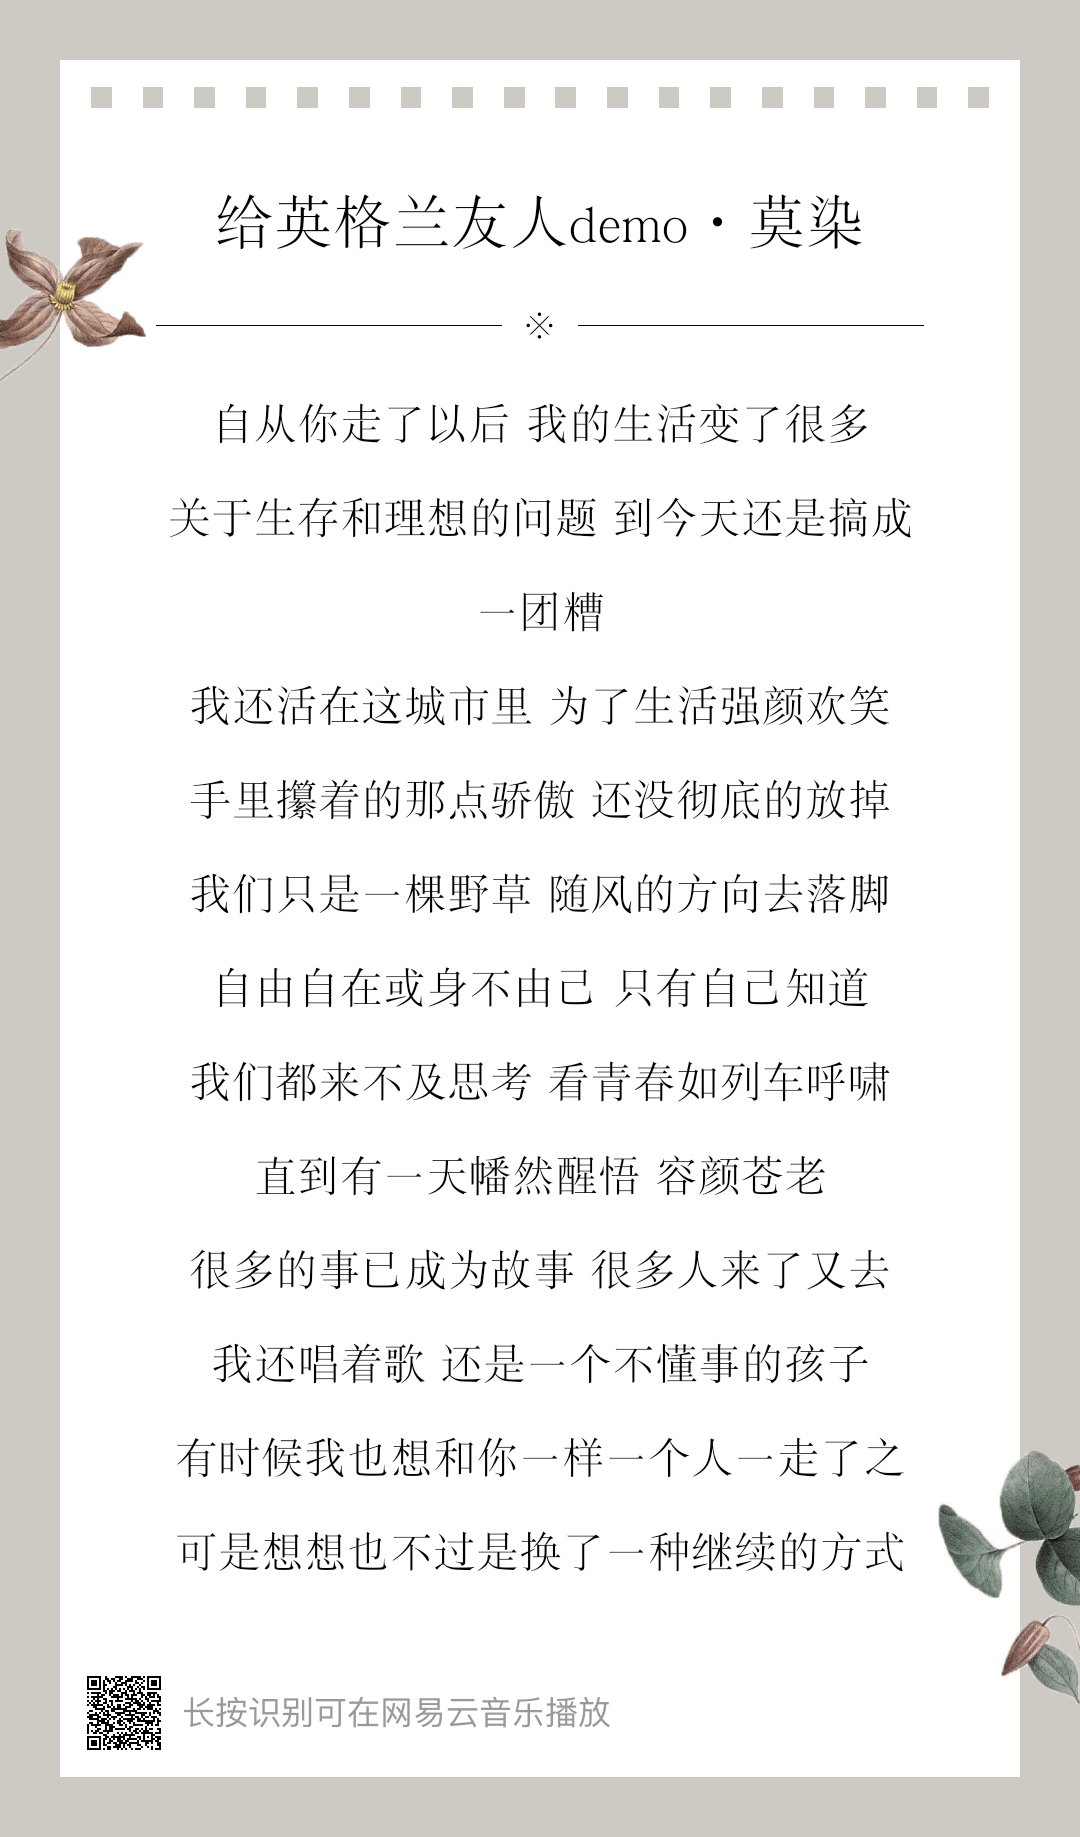 给英格兰友人demo·莫染
※
自从你走了以后 我的生活变了很多
关于生存和理想的问题 到今天还是搞成
一团糟
我还活在这城市里 为了生活强颜欢笑
手里攥着的那点骄傲 还没彻底的放掉
我们只是一棵野草 随风的方向去落脚
自由自在或身不由己 只有自己知道
我们都来不及思考 看青春如列车呼啸
直到有一天幡然醒悟 容颜苍老
很多的事已成为故事 很多人来了又去
我还唱着歌 还是一个不懂事的孩子
有时候我也想和你一样一个人一走了之
可是想想也不过是换了一种继续的方式
长按识别可在网易云音乐播放